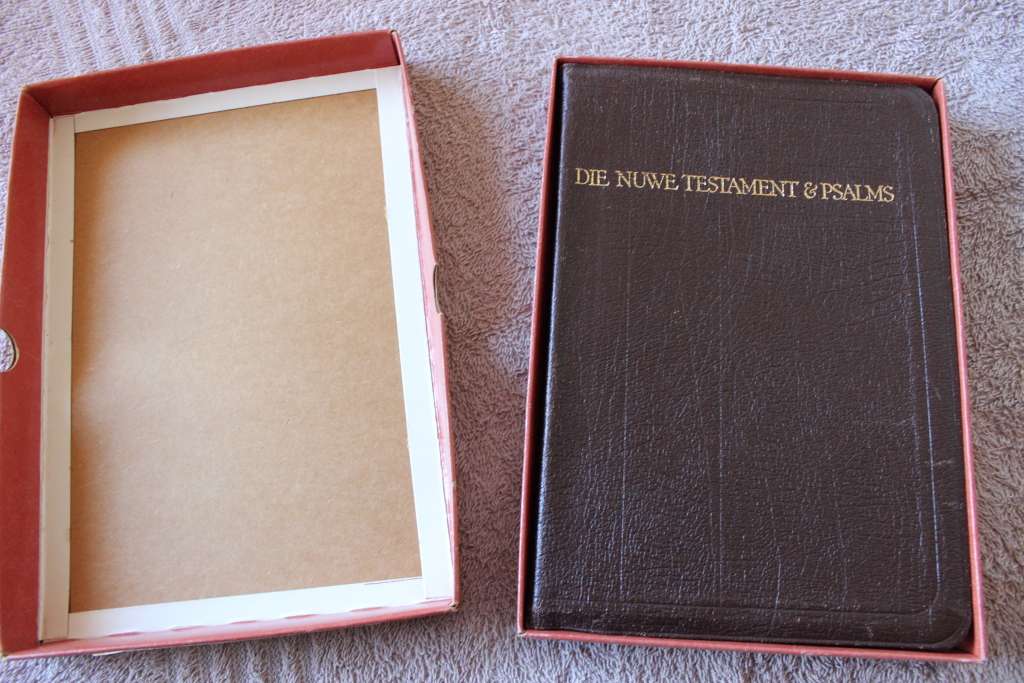 DIE NUWE TESTAMENT & PSALMS